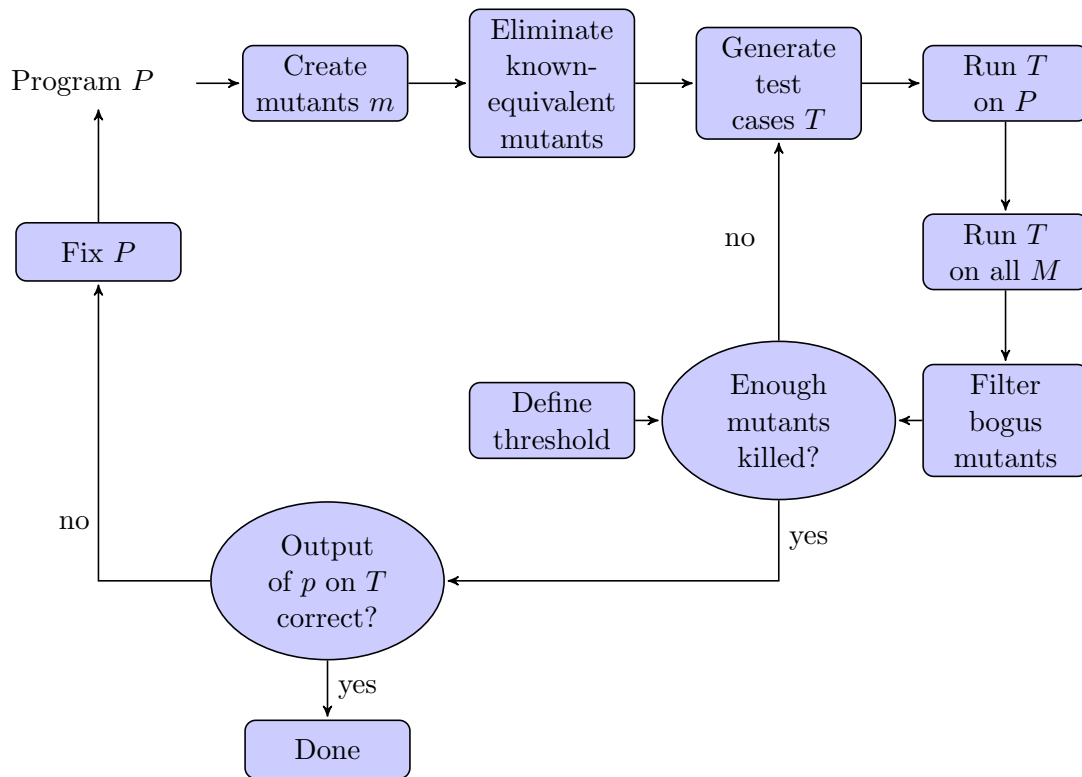 Program P
Create
mutants m
Eliminate
known-
equivalent
mutants
Generate
test
cases T
Run T
on P
Fix P
no
Run T
on all M
Define
threshold
Enough
mutants
killed?
Filter
bogus
mutants
no
Output
of p on T
correct?
yes
yes
Done